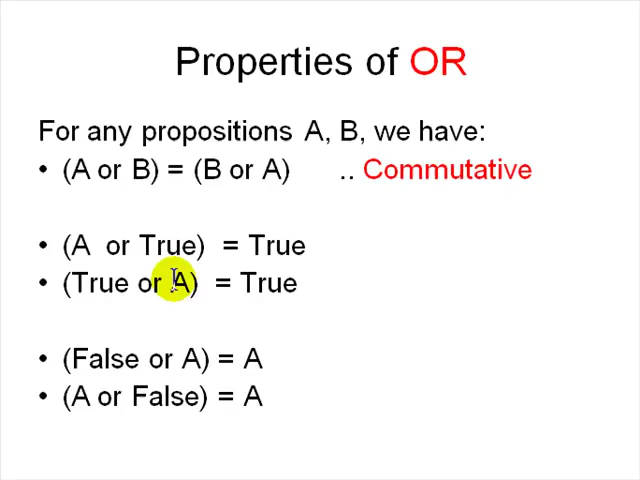 Properties of OR
For any propositions A, B, we have:
• (A or B) = (B or A) .. Commutative
• (A or True) = True
• (True or A) = True
• (False or A) = A
• (A or False) = A